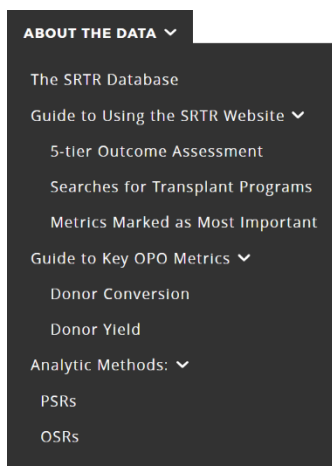 ABOUT THE DATA
The SRTR Database
Guide to Using the SRTR Website
5-tier Outcome Assessment
Searches for Transplant Programs
Metrics Marked as Most Important
Guide to Key OPO Metrics
Donor Conversion
Donor Yield
Analytic Methods:
PSRs
OSRs